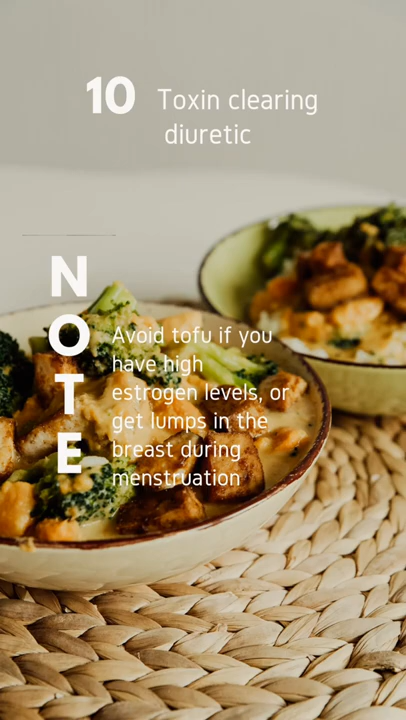 10 Toxin clearing
diuretic
NOTE
Avoid tofu if you
have high
estrogen levels, or
get lumps in the
breast during
menstruation